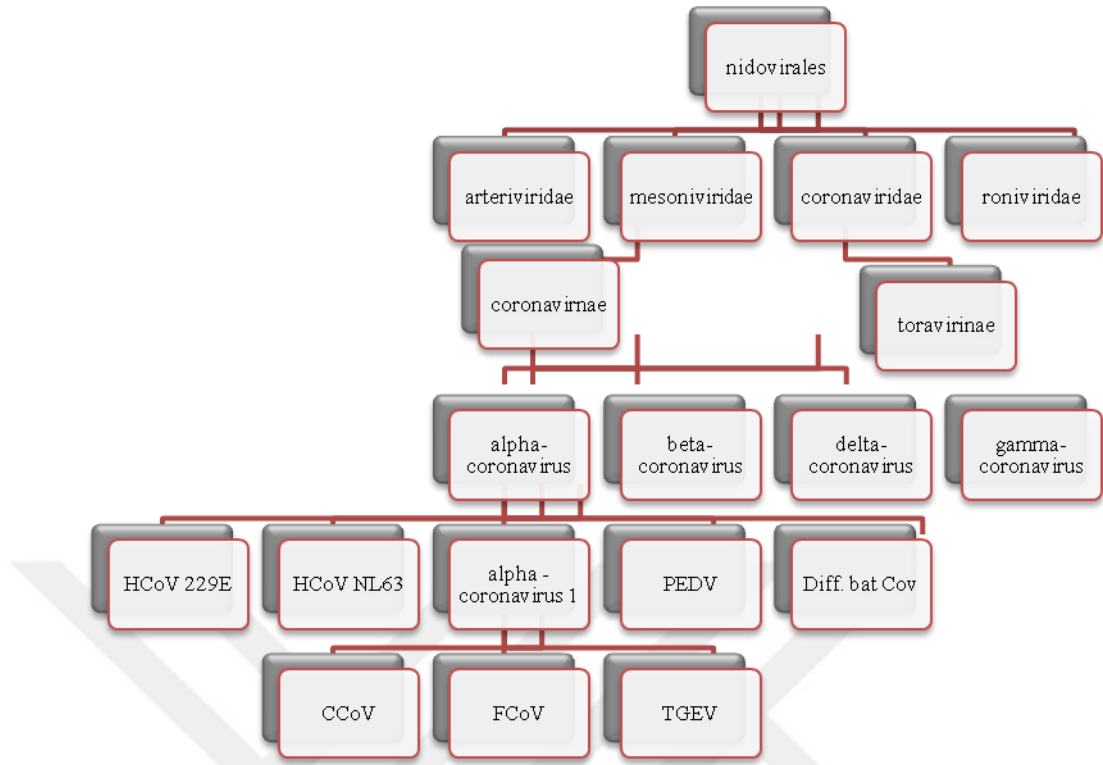 nidovirales
arteriviridae
mesoniviridae
coronaviridae
roniviridae
coronavirnae
toravirinae
alpha-
coronavirus
beta-
coronavirus
delta-
coronavirus
gamma-
coronavirus
HCoV 229E
HCoV NL63
alpha -
coronavirus 1
PEDV
Diff. bat Cov
CCoV
FCoV
TGEV